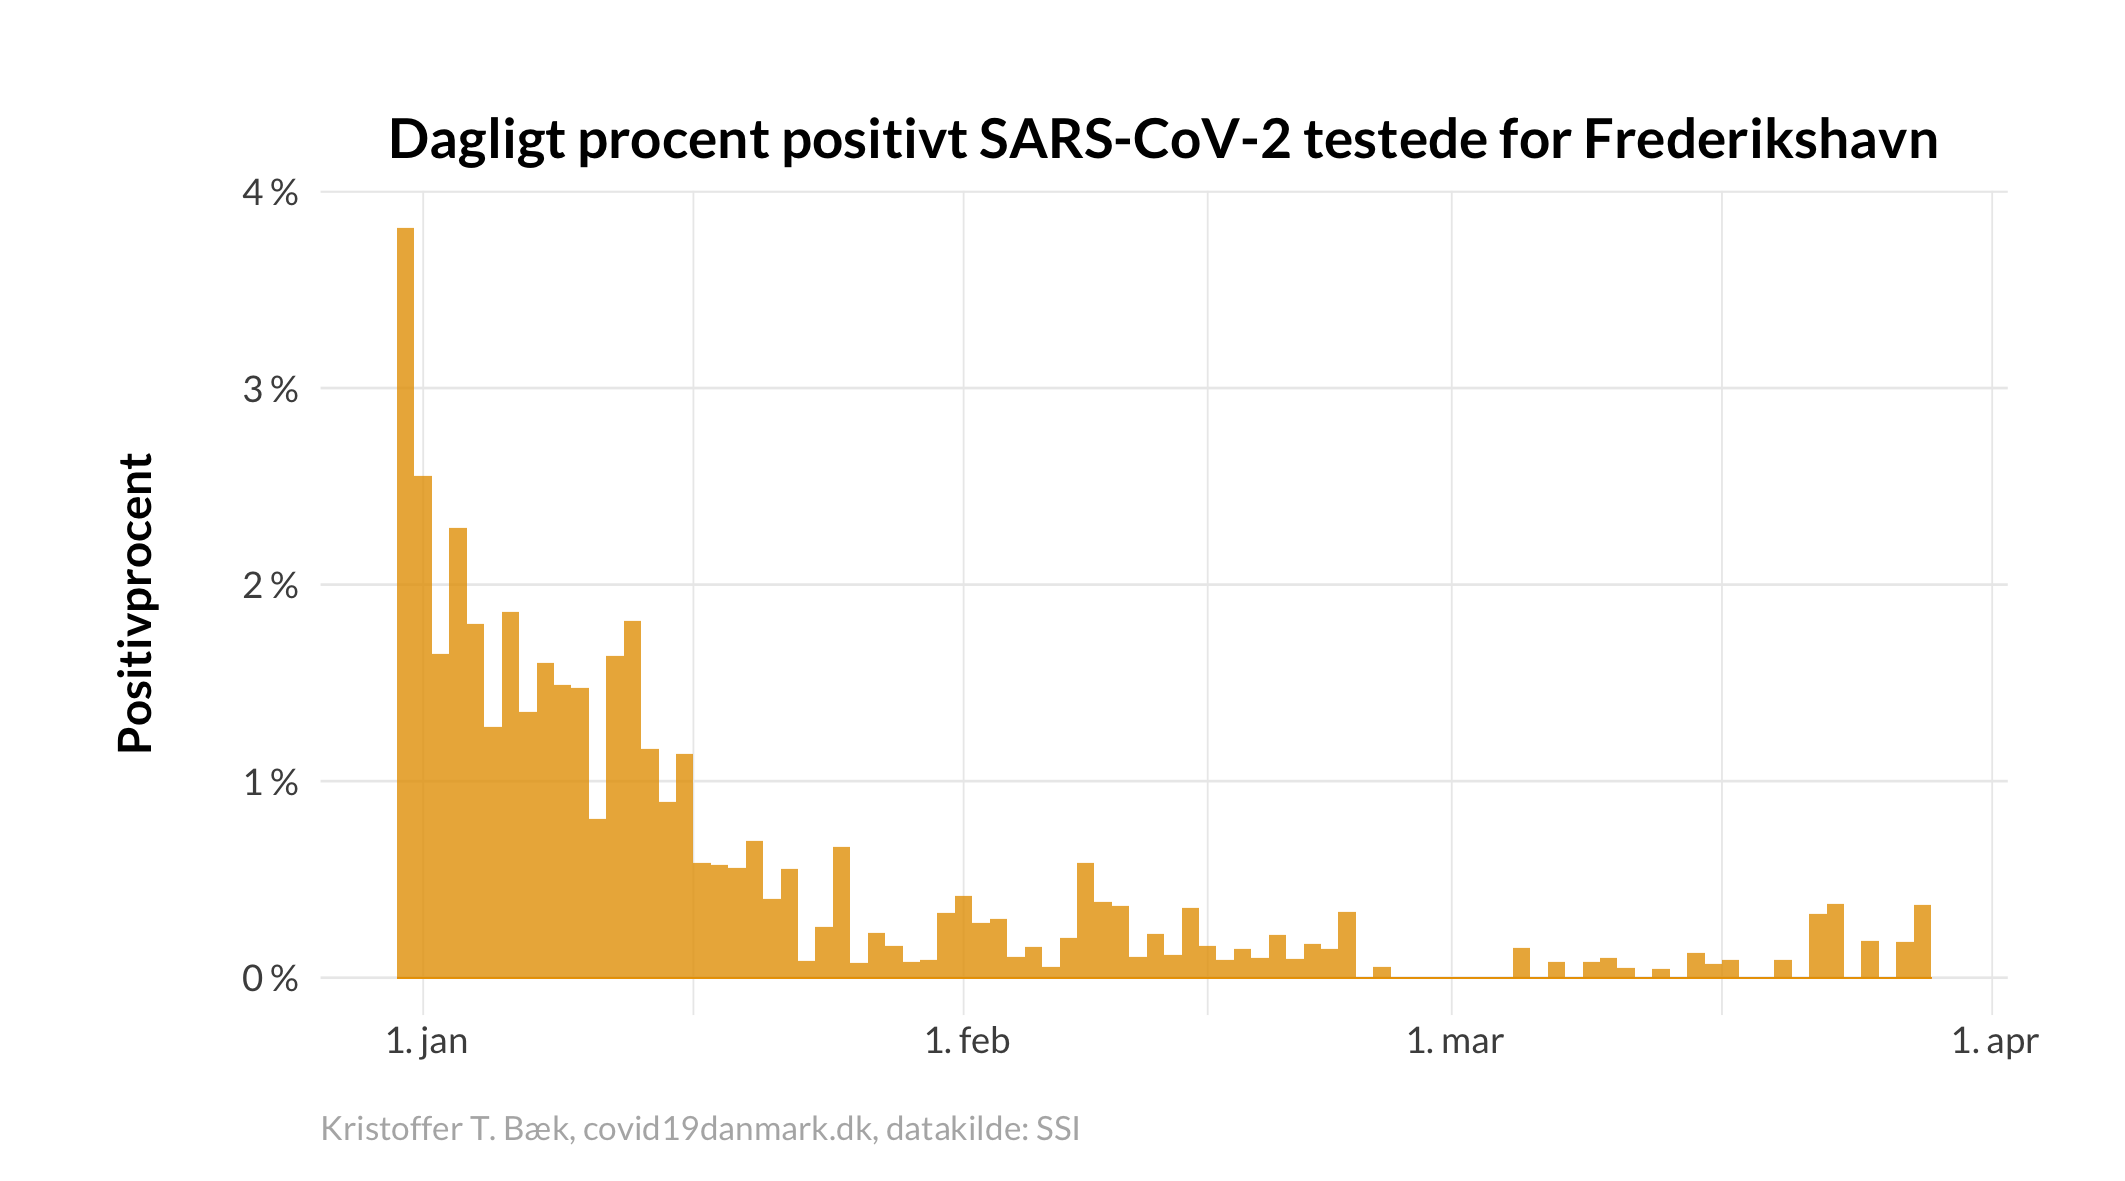 Dagligt procent positivt SARS-CoV-2 testede for Frederikshavn
Positivprocent
4 %
3 %
2 %
1 %
0 %
1. jan
1. feb
1. mar
1. apr
Kristoffer T. Bæk, covid19danmark.dk, datakilde: SSI